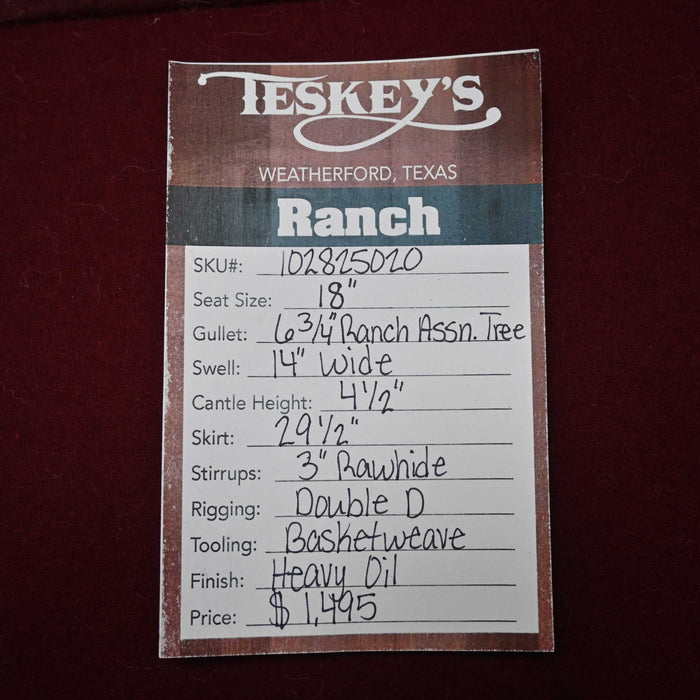 TESKEY'S
WEATHERFORD, TEXAS
Ranch
SKU#: 102825020
Seat Size: 18"
Gullet: 6 3/4" Ranch Assn. Tree
Swell: 14" Wide
Cantle Height: 4 1/2"
Skirt: 29 1/2"
Stirrups: 3" Rawhide
Rigging: Double D
Tooling: Basketweave
Finish: Heavy Oil
Price: $ 1,495